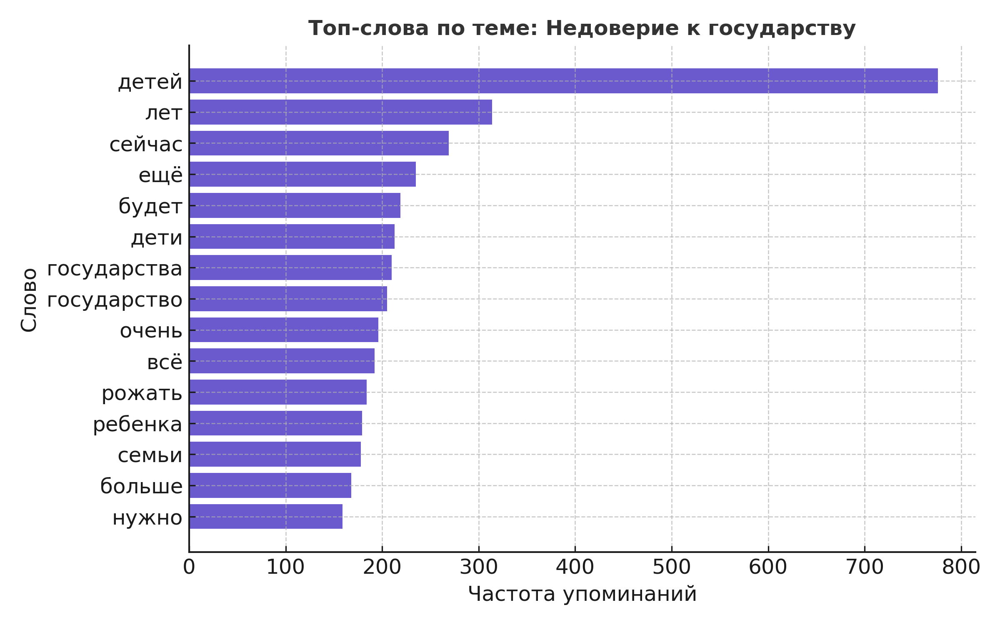 Топ-слова по теме: Недоверие к государству
детей
лет
сейчас
ещё
будет
дети
государства
государство
очень
всё
рожать
ребенка
семьи
больше
нужно
Слово
0 100 200 300 400 500 600 700 800
Частота упоминаний